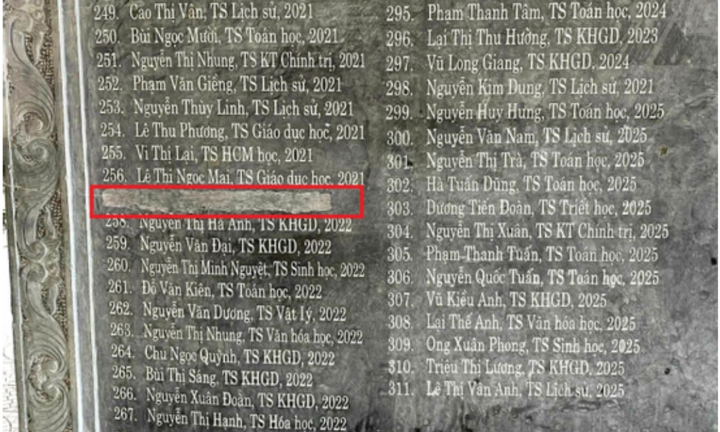 249. Cao Thị Vân, TS Lịch sử, 2021
250. Bùi Ngọc Mười, TS Toán học, 2021
251. Nguyễn Thị Nhung, TS KT Chính trị, 2021
252. Phạm Văn Giềng, TS Lịch sử, 2021
253. Nguyễn Thùy Linh, TS Lịch sử, 2021
254. Lê Thu Phương, TS Giáo dục học, 2021
255. Vi Thị Lại, TS HCM học, 2021
256. Lê Thị Ngọc Mai, TS Giáo dục học, 2021
258. Nguyễn Thị Hà Anh, TS KHGD, 2022
259. Nguyễn Văn Đại, TS KHGD, 2022
260. Nguyễn Thị Minh Nguyệt, TS Sinh học, 2022
261. Đỗ Văn Kiên, TS Toán học, 2022
262. Nguyễn Văn Dương, TS Vật Lý, 2022
263. Nguyễn Thị Nhung, TS Văn hóa học, 2022
264. Chu Ngọc Quỳnh, TS KHGD, 2022
265. Bùi Thị Sáng, TS KHGD, 2022
266. Nguyễn Xuân Đoàn, TS KHGD, 2022
267. Nguyễn Thị Hạnh, TS Hóa học, 2022
295. Phạm Thanh Tâm, TS Toán học, 2024
296. Lại Thị Thu Hường, TS KHGD, 2023
297. Vũ Long Giang, TS KHGD, 2024
298. Nguyễn Kim Dung, TS Lịch sử, 2021
299. Nguyễn Huy Hưng, TS Toán học, 2025
300. Nguyễn Văn Nam, TS Lịch sử, 2025
301. Nguyễn Thị Trà, TS Toán học, 2025
302. Hà Tuấn Dũng, TS Toán học, 2025
303. Dương Tiến Đoàn, TS Triết học, 2025
304. Nguyễn Thị Xuân, TS KT Chính trị, 2025
305. Phạm Thanh Tuấn, TS Toán học, 2025
306. Nguyễn Quốc Tuấn, TS Toán học, 2025
307. Vũ Kiều Anh, TS KHGD, 2025
308. Lại Thế Anh, TS Văn hóa học, 2025
309. Ong Xuân Phong, TS Sinh học, 2025
310. Triệu Thị Lương, TS KHGD, 2025
311. Lê Thị Vân Anh, TS Lịch sử, 2025